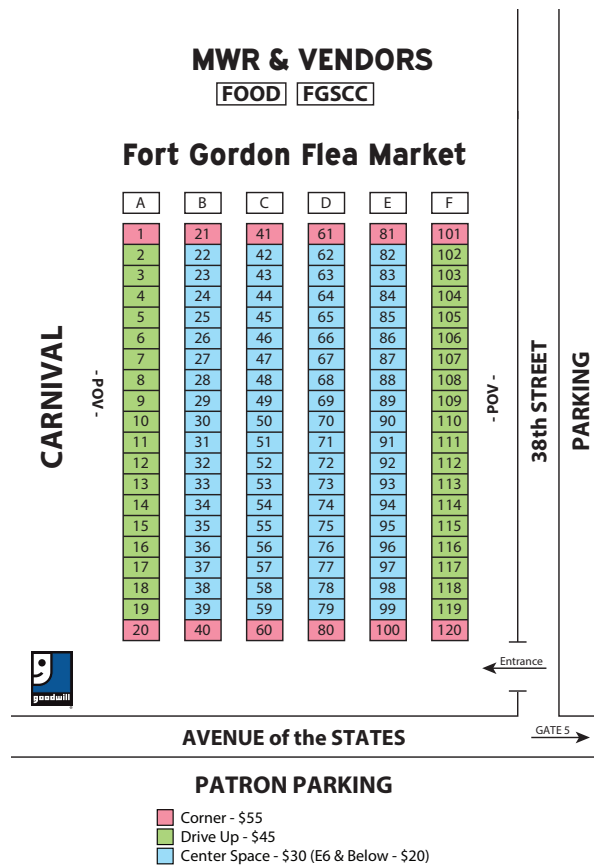 MWR & VENDORS
FOOD FGSCC
Fort Gordon Flea Market
A B C D E F
1 21 41 61 81 101
2 22 42 62 82 102
3 23 43 63 83 103
4 24 44 64 84 104
5 25 45 65 85 105
6 26 46 66 86 106
7 27 47 67 87 107
8 28 48 68 88 108
9 29 49 69 89 109
10 30 50 70 90 110
11 31 51 71 91 111
12 32 52 72 92 112
13 33 53 73 93 113
14 34 54 74 94 114
15 35 55 75 95 115
16 36 56 76 96 116
17 37 57 77 97 117
18 38 58 78 98 118
19 39 59 79 99 119
20 40 60 80 100 120
CARNIVAL
- POV -
- POV -
38th STREET
PARKING
Entrance
goodwill
AVENUE of the STATES
GATE 5
PATRON PARKING
Corner - $55
Drive Up - $45
Center Space - $30 (E6 & Below - $20)